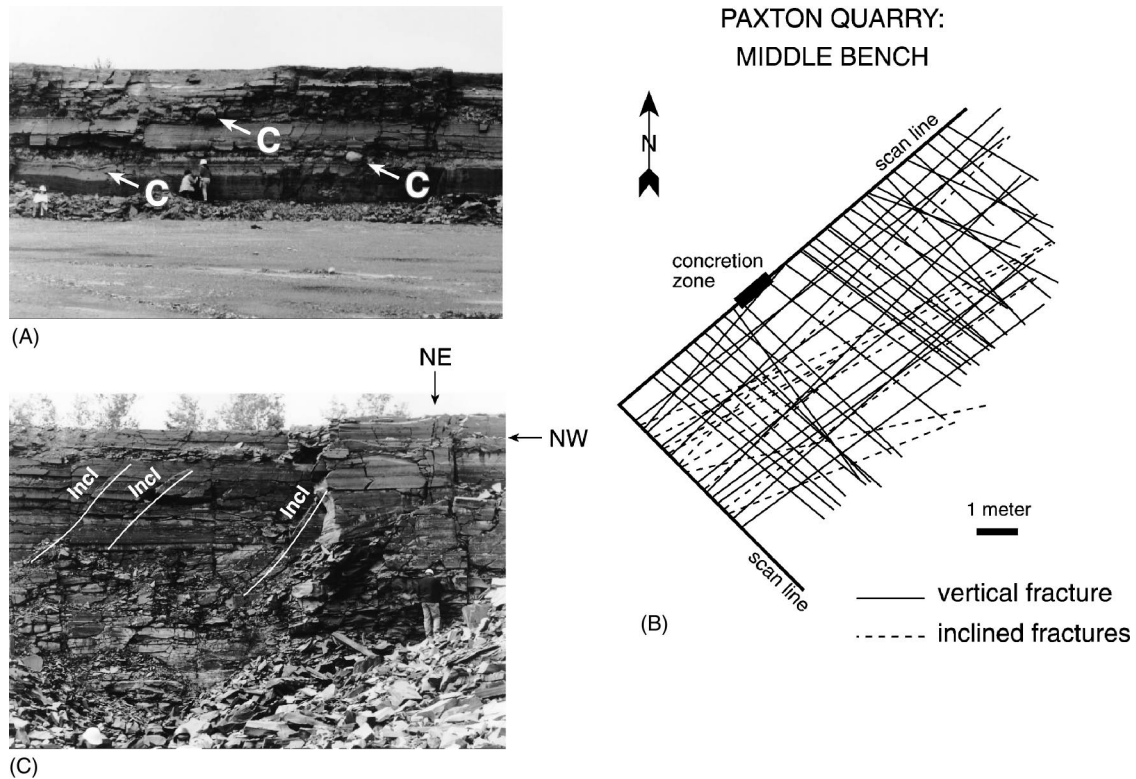 C
C
C
(A)
PAXTON QUARRY:
MIDDLE BENCH
N
scan line
concretion
zone
1 meter
scan line
vertical fracture
inclined fractures
(B)
NE
NW
Incl
Incl
Incl
(C)